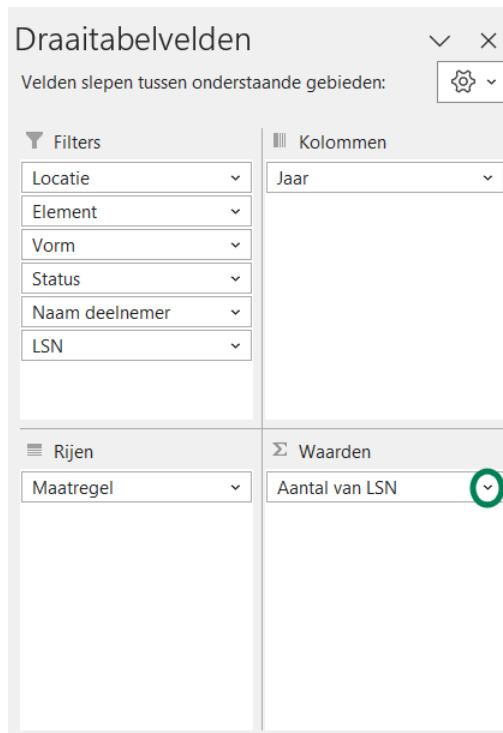 Draaitabelvelden
Velden slepen tussen onderstaande gebieden:
Filters
Locatie
Element
Vorm
Status
Naam deelnemer
LSN
Kolommen
Jaar
Rijen
Maatregel
Σ Waarden
Aantal van LSN